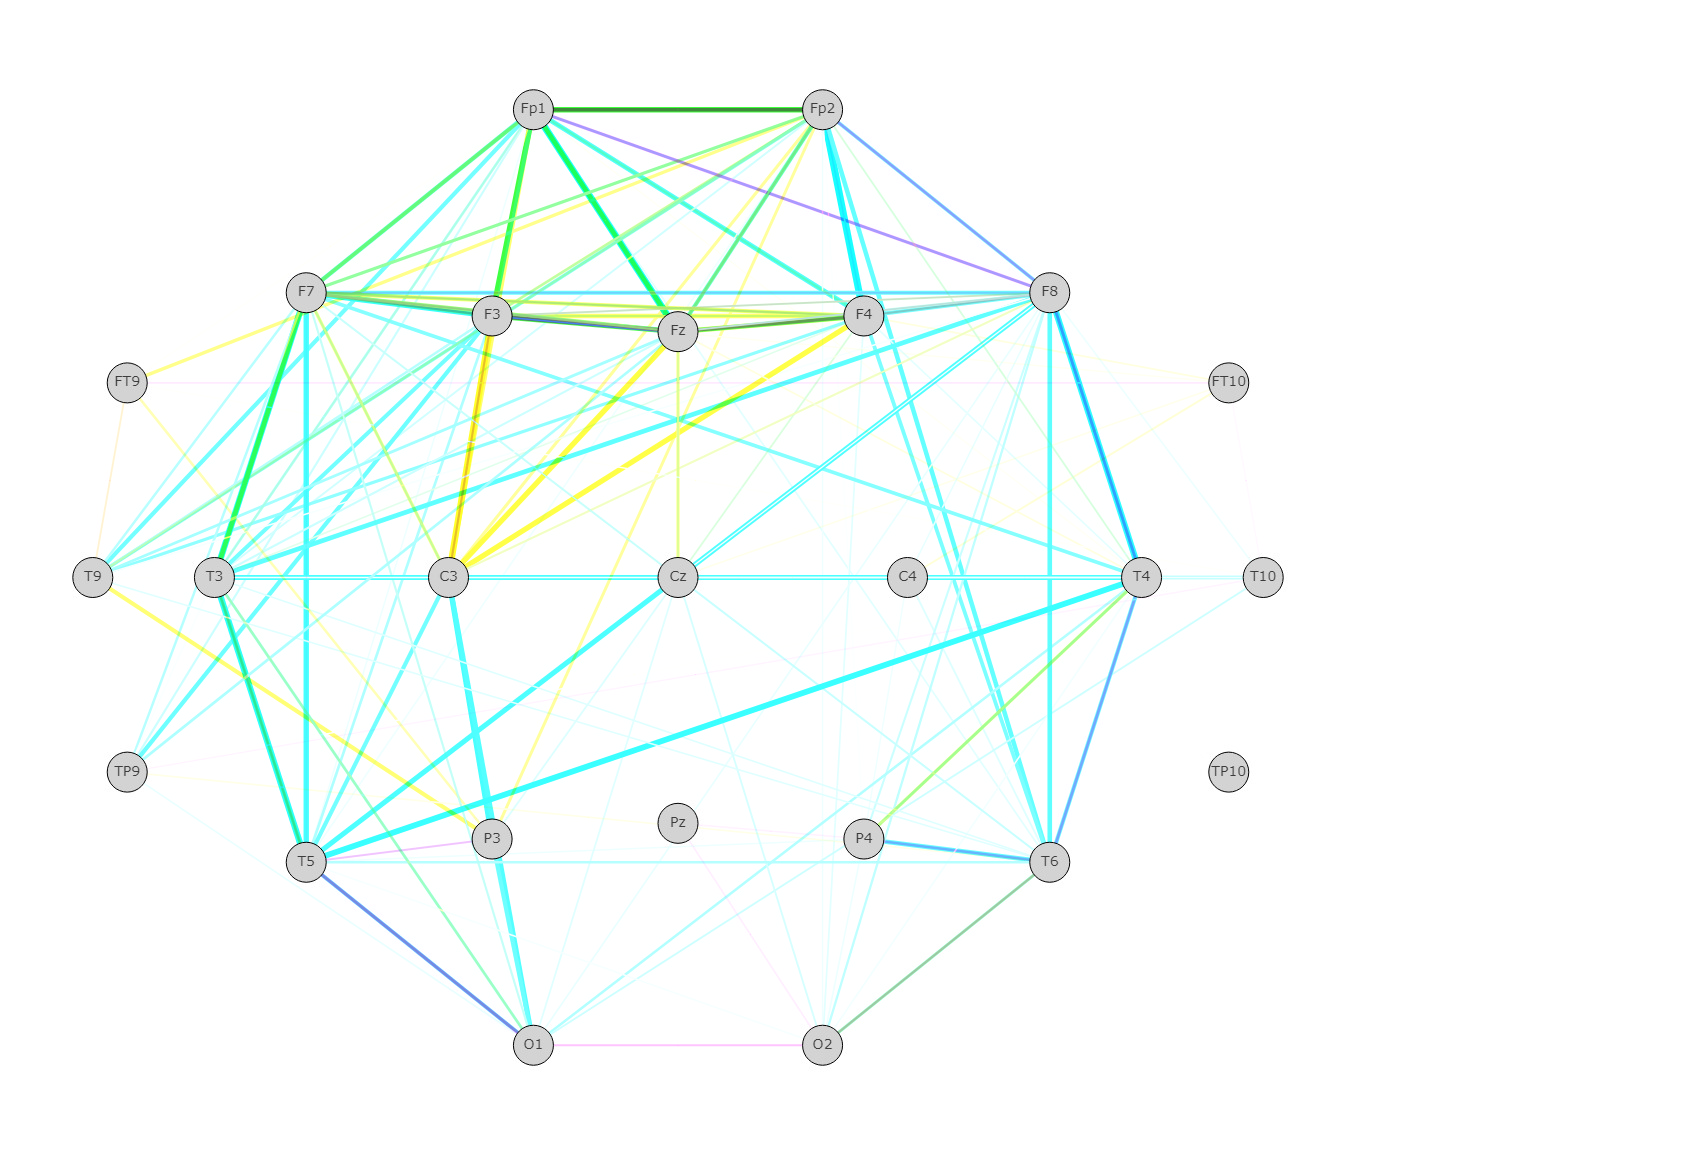 Fp1 Fp2
F7 F8
F3 Fz F4
FT9 FT10
T9 T3 C3 Cz C4 T4 T10
TP9 TP10
Pz
P3 P4
T5 T6
O1 O2